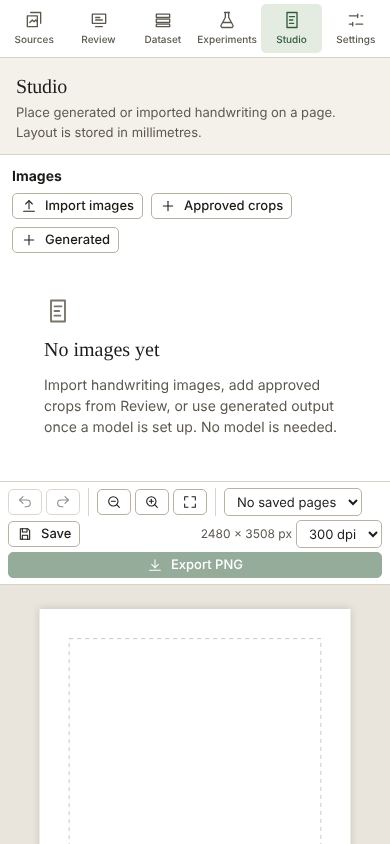 Sources Review Dataset Experiments Studio Settings
Studio
Place generated or imported handwriting on a page.
Layout is stored in millimetres.
Images
Import images Approved crops
Generated
No images yet
Import handwriting images, add approved
crops from Review, or use generated output
once a model is set up. No model is needed.
No saved pages
Save 2480 × 3508 px 300 dpi
Export PNG